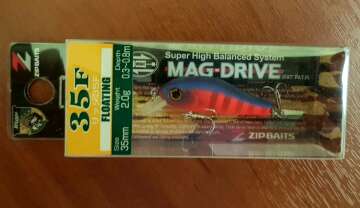 ZIPBAITS
35F
FLOATING
Depth 0.3~0.8m
Weight 2.0g
Size 35mm
Super High Balanced System
MAG-DRIVE
ZIPBAITS